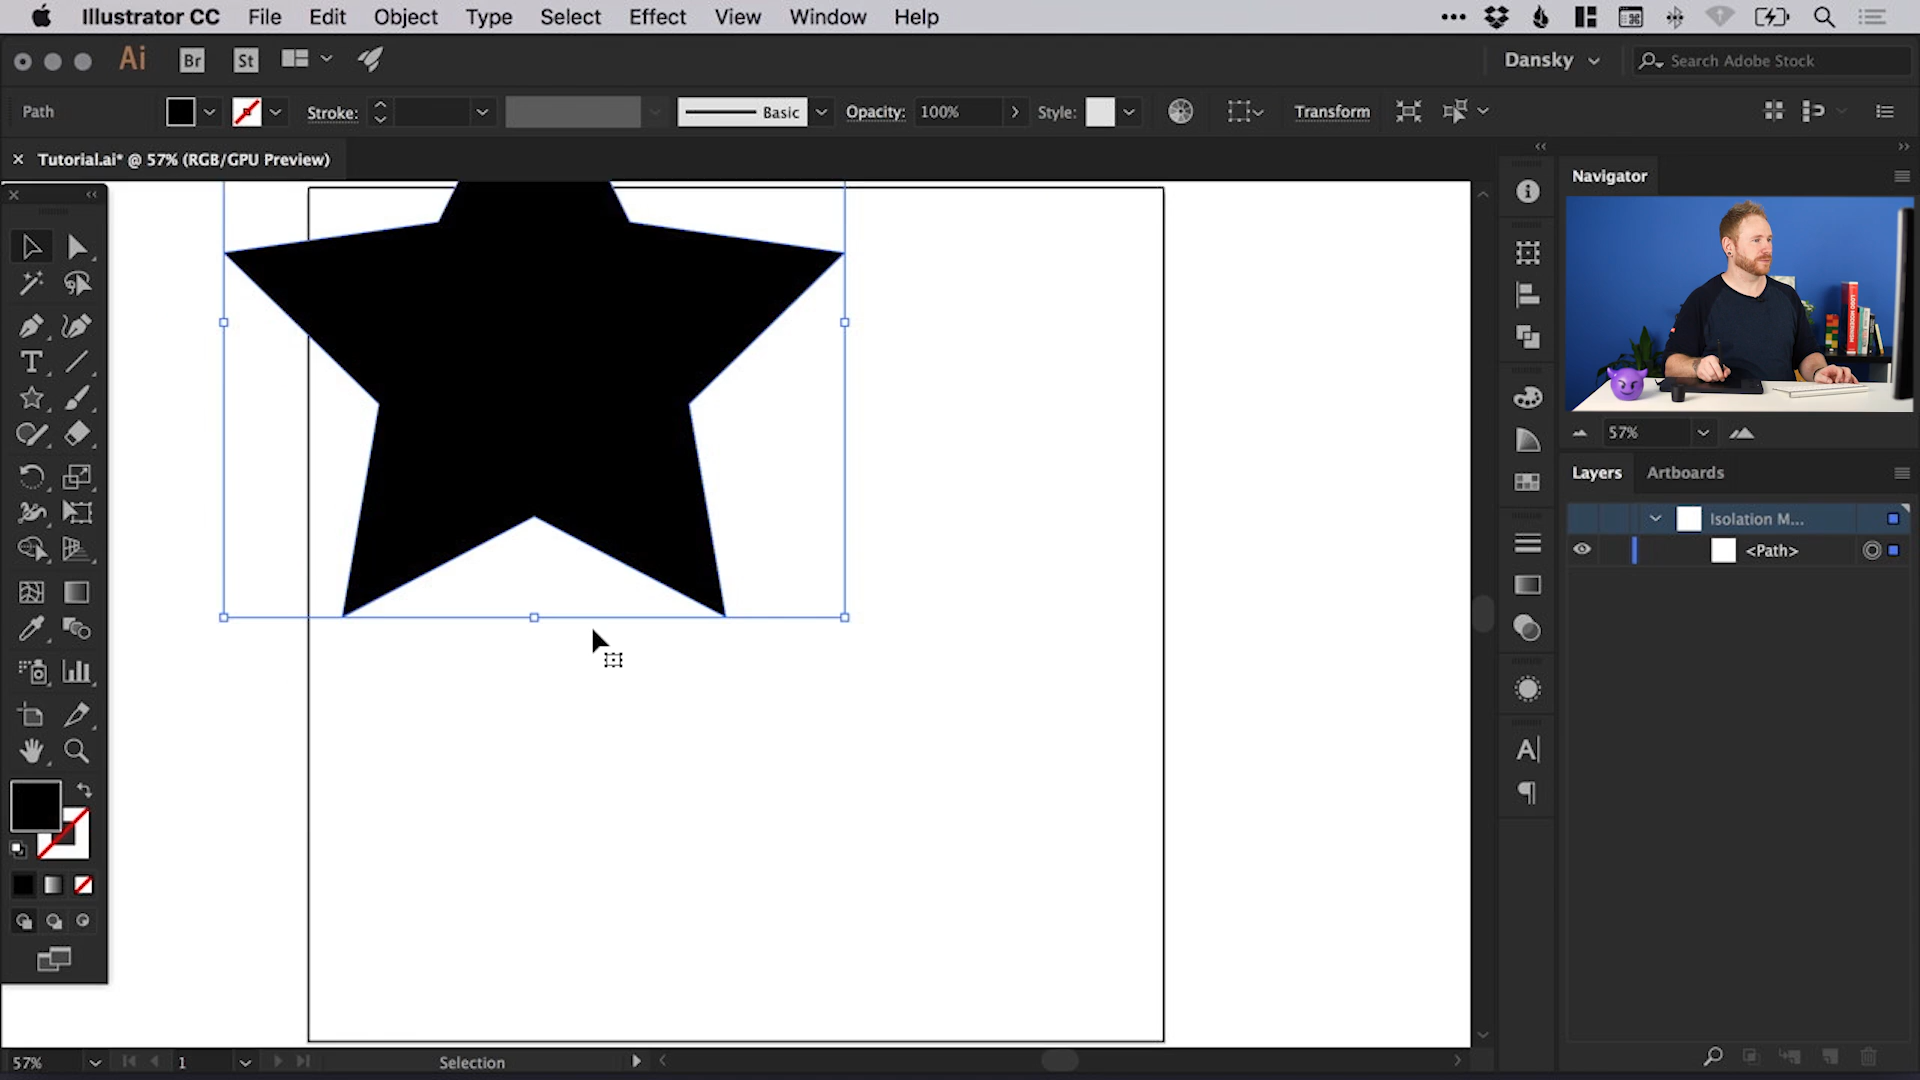 Illustrator CC File Edit Object Type Select Effect View Window Help
Ai Br St Dansky Search Adobe Stock
Path Stroke: Basic Opacity: 100% Style: Transform
Tutorial.ai* @ 57% (RGB/GPU Preview)
Navigator
57%
Layers Artboards
Isolation M...
<Path>
57% 1 Selection